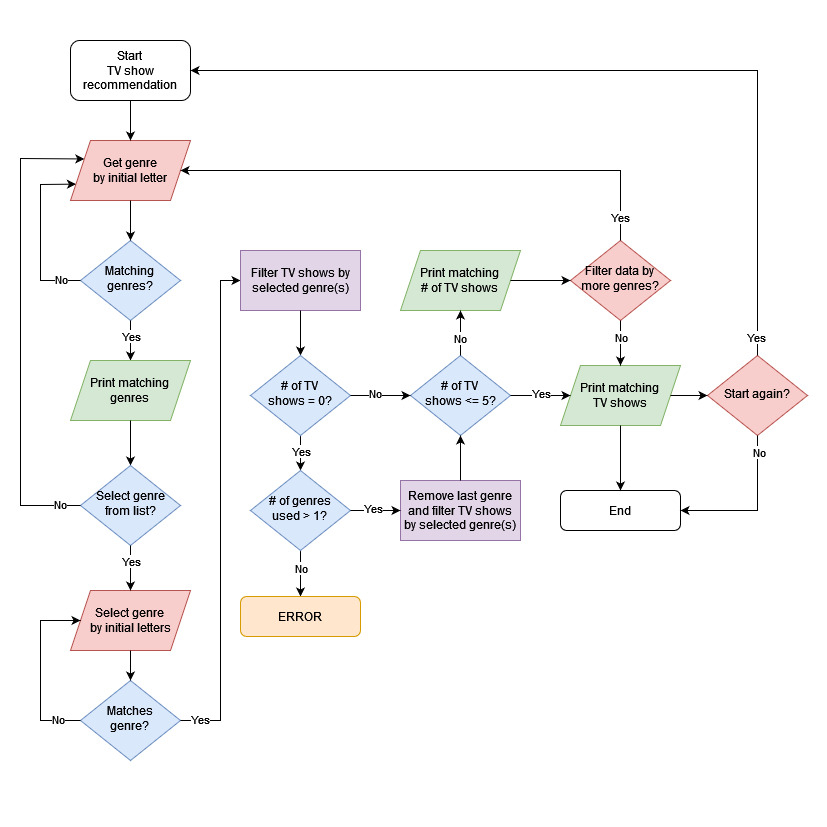 Start
TV show
recommendation
Get genre
by initial letter
No
Matching
genres?
Yes
Print matching
genres
No
Select genre
from list?
Yes
Select genre
by initial letters
No
Matches
genre?
Yes
Filter TV shows by
selected genre(s)
# of TV
shows = 0?
No
Yes
# of genres
used > 1?
Yes
No
ERROR
Remove last genre
and filter TV shows
by selected genre(s)
# of TV
shows <= 5?
No
Yes
Print matching
# of TV shows
Filter data by
more genres?
Yes
No
Print matching
TV shows
Start again?
Yes
No
End